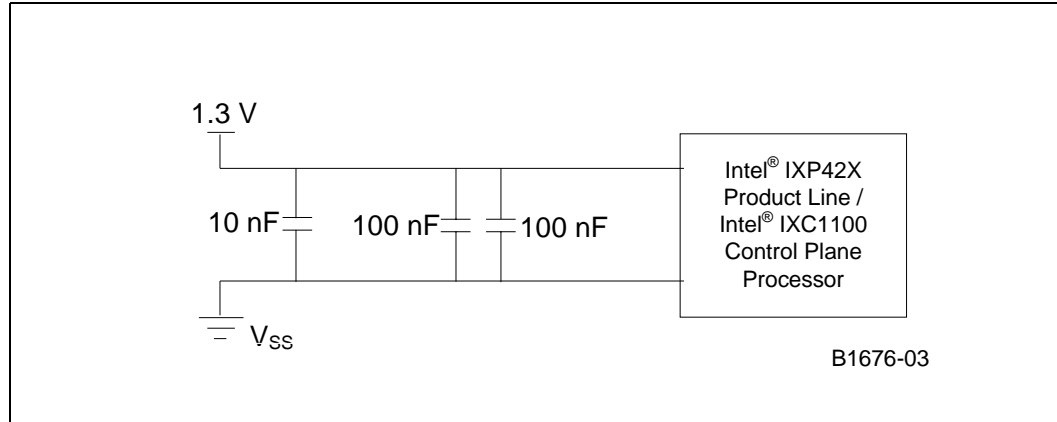 1.3 V
10 nF
100 nF
100 nF
Intel® IXP42X
Product Line /
Intel® IXC1100
Control Plane
Processor
VSS
B1676-03